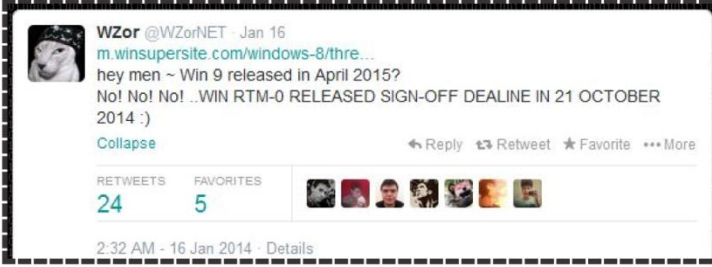 WZor @WZorNET · Jan 16
m.winsupersite.com/windows-8/thre...
hey men ~ Win 9 released in April 2015?
No! No! No! ..WIN RTM-0 RELEASED SIGN-OFF DEALINE IN 21 OCTOBER
2014 :)
Collapse Reply Retweet Favorite ••• More
RETWEETS FAVORITES
24 5
2:32 AM - 16 Jan 2014 · Details